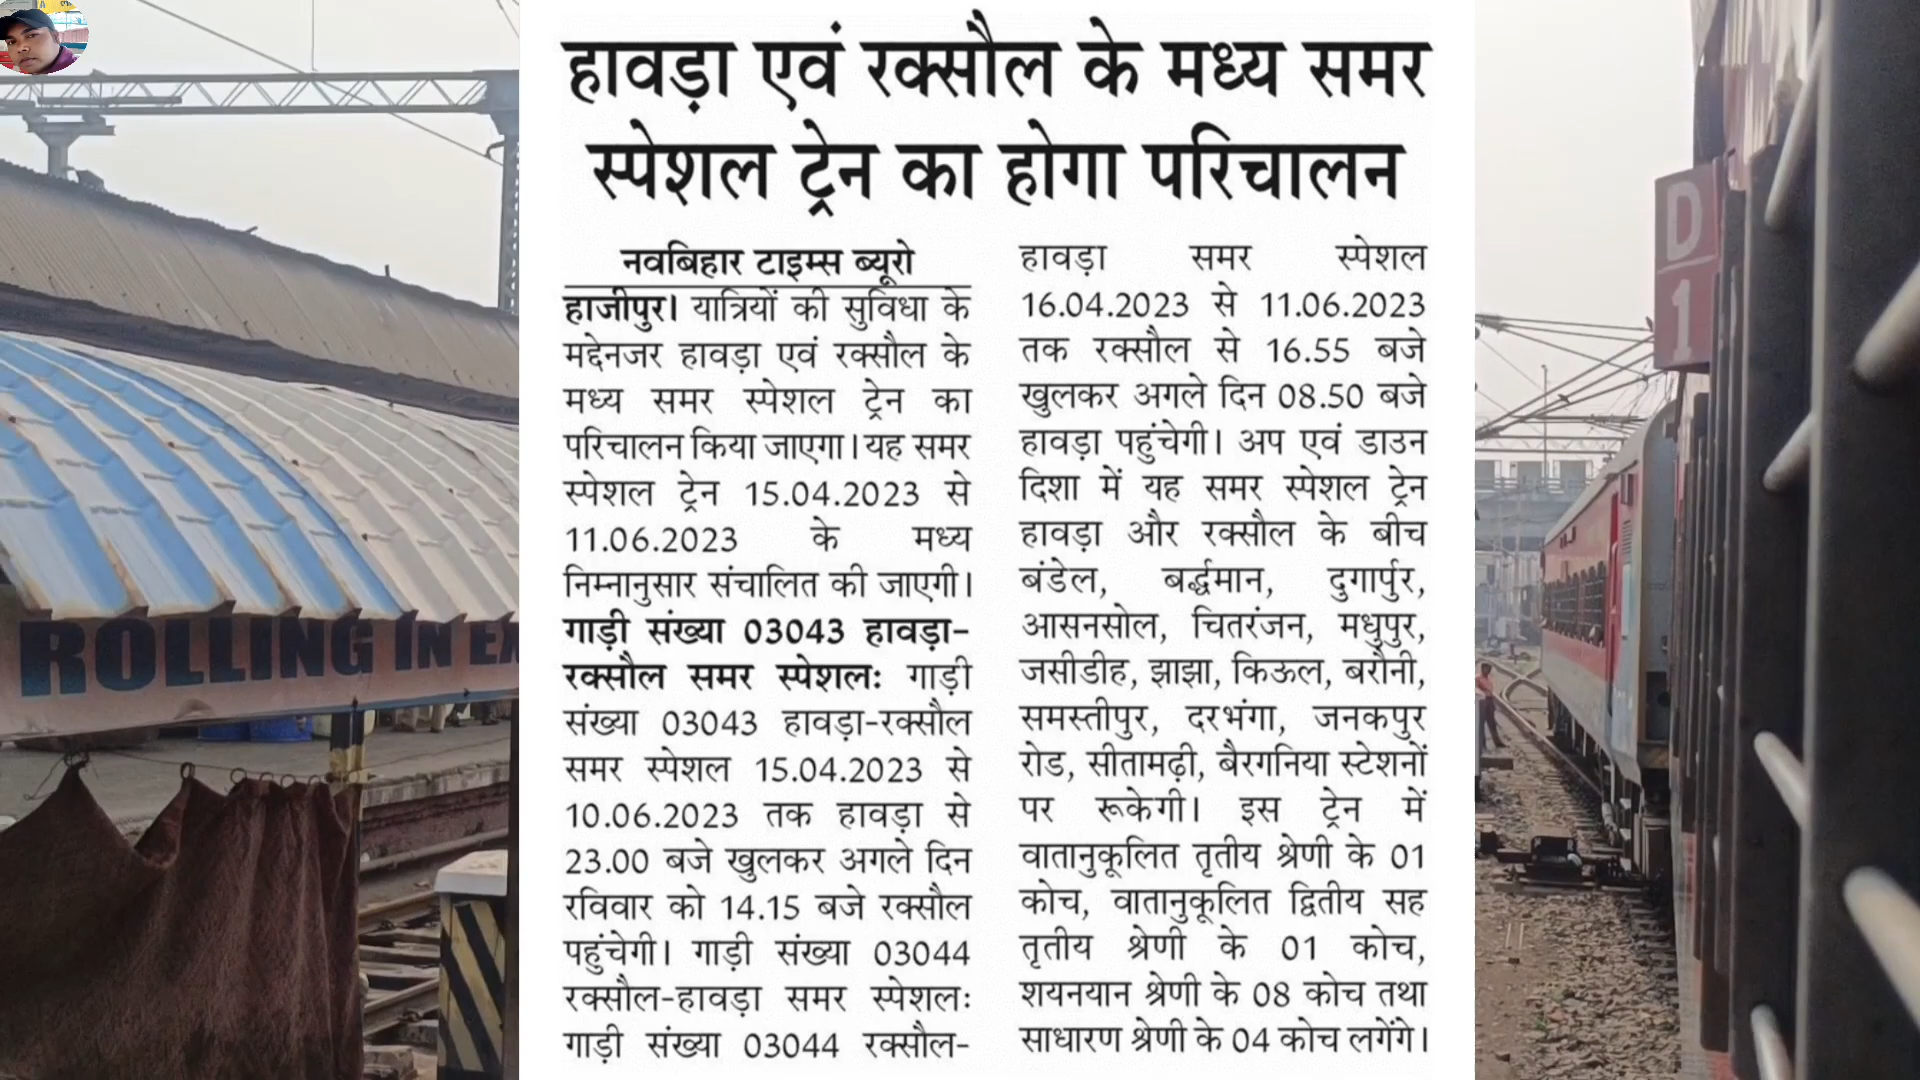 हावड़ा एवं रक्सौल के मध्य समर
स्पेशल ट्रेन का होगा परिचालन
नवबिहार टाइम्स ब्यूरो
हाजीपुर। यात्रियों की सुविधा के
मद्देनजर हावड़ा एवं रक्सौल के
मध्य समर स्पेशल ट्रेन का
परिचालन किया जाएगा। यह समर
स्पेशल ट्रेन 15.04.2023 से
11.06.2023 के मध्य
निम्नानुसार संचालित की जाएगी।
गाड़ी संख्या 03043 हावड़ा-
रक्सौल समर स्पेशलः गाड़ी
संख्या 03043 हावड़ा-रक्सौल
समर स्पेशल 15.04.2023 से
10.06.2023 तक हावड़ा से
23.00 बजे खुलकर अगले दिन
रविवार को 14.15 बजे रक्सौल
पहुंचेगी। गाड़ी संख्या 03044
रक्सौल-हावड़ा समर स्पेशलः
गाड़ी संख्या 03044 रक्सौल-
हावड़ा समर स्पेशल
16.04.2023 से 11.06.2023
तक रक्सौल से 16.55 बजे
खुलकर अगले दिन 08.50 बजे
हावड़ा पहुंचेगी। अप एवं डाउन
दिशा में यह समर स्पेशल ट्रेन
हावड़ा और रक्सौल के बीच
बंडेल, बर्द्धमान, दुगार्पुर,
आसनसोल, चितरंजन, मधुपुर,
जसीडीह, झाझा, किऊल, बरौनी,
समस्तीपुर, दरभंगा, जनकपुर
रोड, सीतामढ़ी, बैरगनिया स्टेशनों
पर रूकेगी। इस ट्रेन में
वातानुकूलित तृतीय श्रेणी के 01
कोच, वातानुकूलित द्वितीय सह
तृतीय श्रेणी के 01 कोच,
शयनयान श्रेणी के 08 कोच तथा
साधारण श्रेणी के 04 कोच लगेंगे।
ROLLING IN EX
D
1